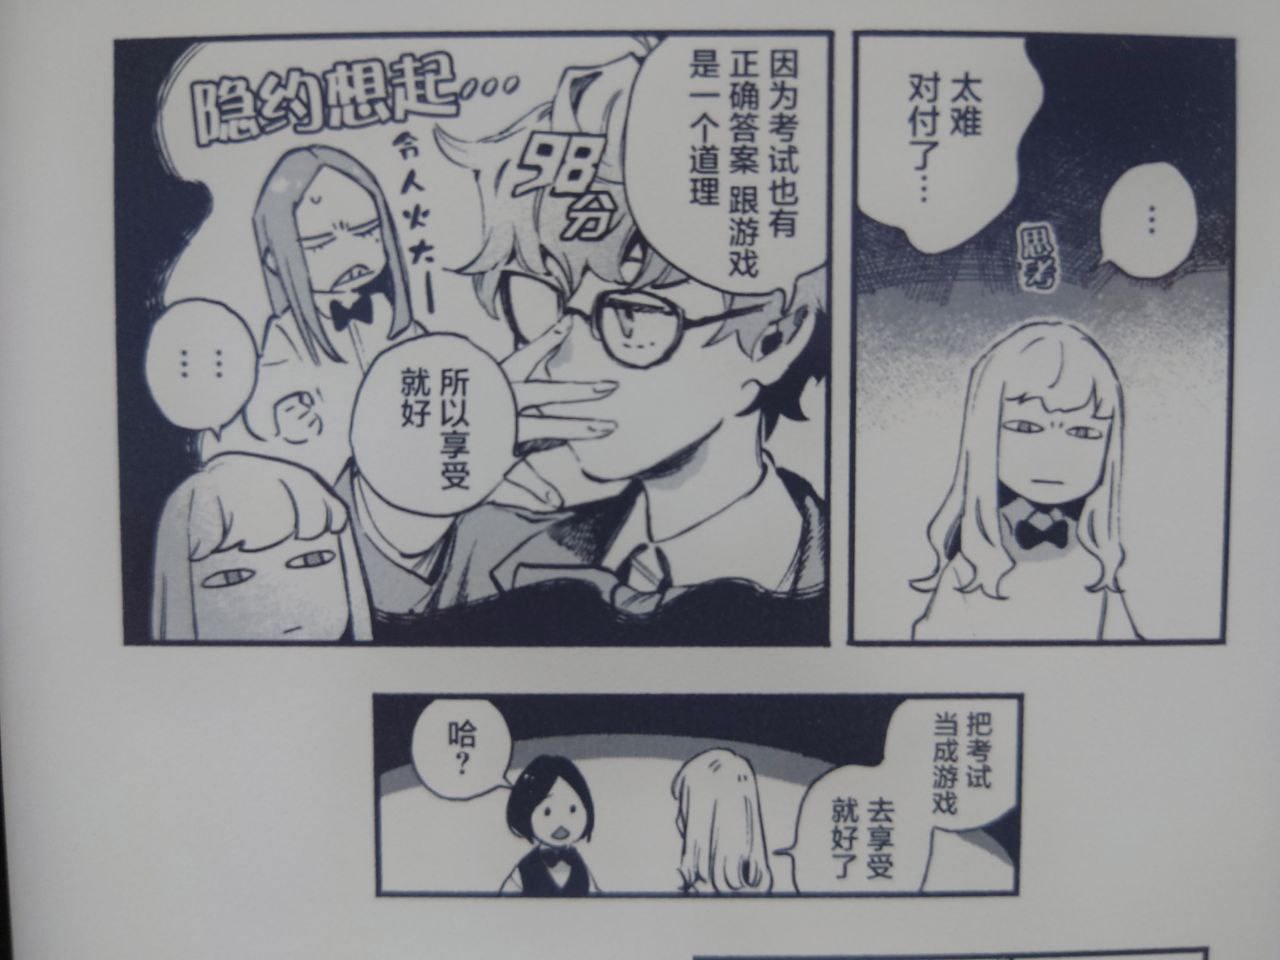 太难
对付了…
…
思考
因为考试也有
正确答案 跟游戏
是一个道理
98分
隐约想起…
令人火大—
所以享受
就好
……
把考试
当成游戏
去享受
就好了
哈?